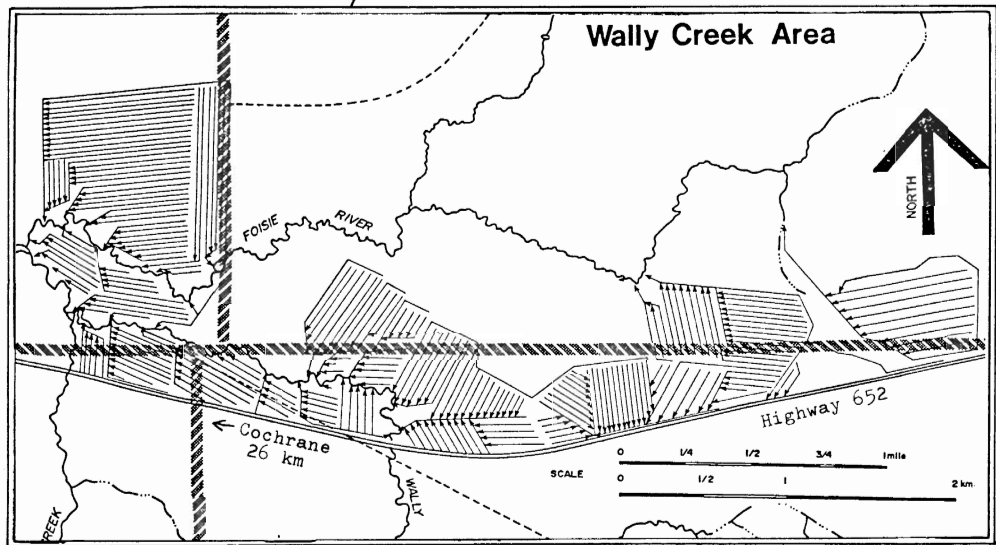 Wally Creek Area
NORTH
FOISIE RIVER
Highway 652
← Cochrane
26 km
WALLY
CREEK
SCALE
0 1/4 1/2 3/4 1 mile
0 1/2 1 2 km.